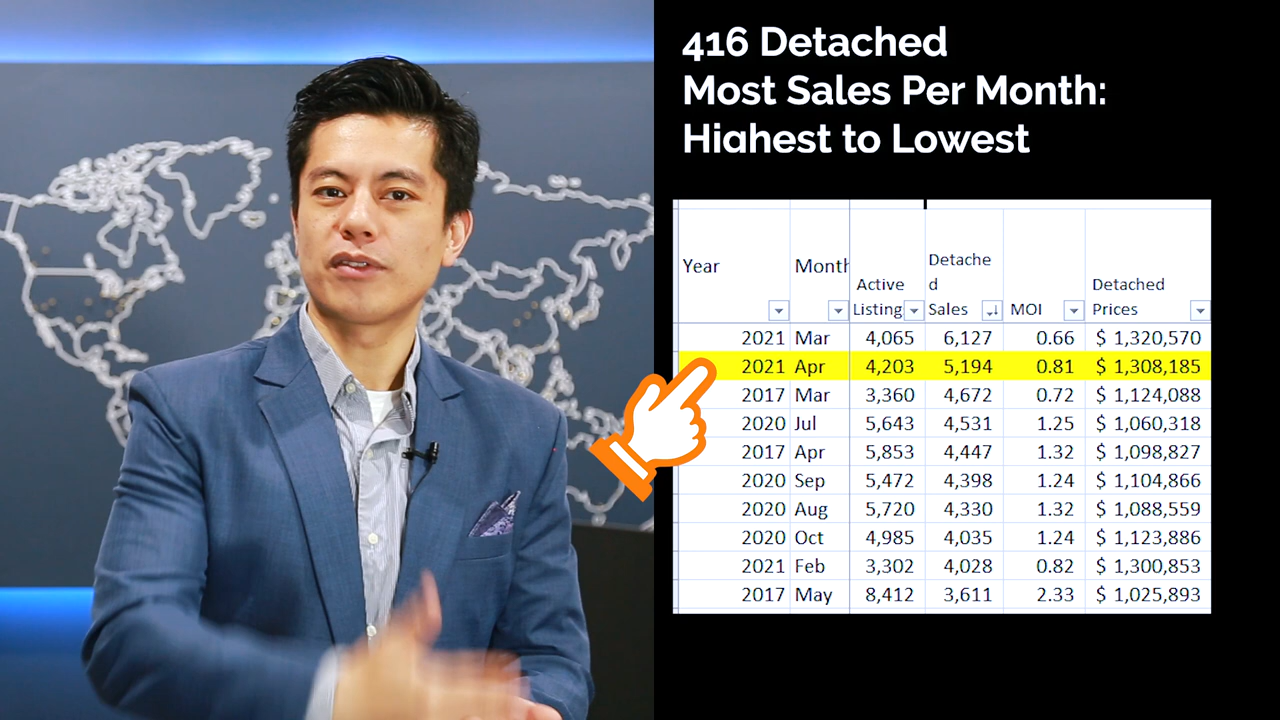 416 Detached
Most Sales Per Month:
Highest to Lowest
Year Month Active Listing Detache d Sales MOI Detached Prices
2021 Mar 4,065 6,127 0.66 $ 1,320,570
2021 Apr 4,203 5,194 0.81 $ 1,308,185
2017 Mar 3,360 4,672 0.72 $ 1,124,088
2020 Jul 5,643 4,531 1.25 $ 1,060,318
2017 Apr 5,853 4,447 1.32 $ 1,098,827
2020 Sep 5,472 4,398 1.24 $ 1,104,866
2020 Aug 5,720 4,330 1.32 $ 1,088,559
2020 Oct 4,985 4,035 1.24 $ 1,123,886
2021 Feb 3,302 4,028 0.82 $ 1,300,853
2017 May 8,412 3,611 2.33 $ 1,025,893